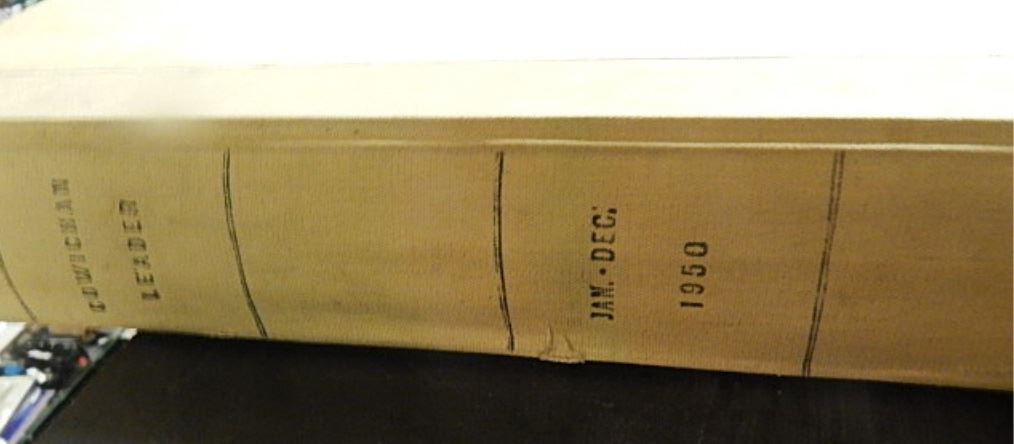 COWICHAN
LEADER
JAN. • DEC.
1950